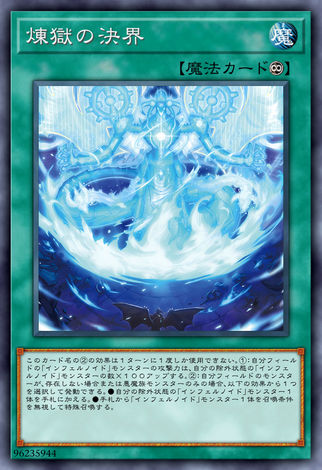 煉獄の決界
魔
【魔法カード♾】
このカード名の②の効果は１ターンに１度しか使用できない。①：自分フィール
ドの「インフェルノイド」モンスターの攻撃力は、自分の除外状態の「インフェル
ノイド」モンスターの数×１００アップする。②：自分フィールドのモンスター
が、存在しない場合または悪魔族モンスターのみの場合、以下の効果から１つ
を選択して発動できる。●自分の除外状態の「インフェルノイド」モンスター１
体を手札に加える。●手札から「インフェルノイド」モンスター１体を召喚条件
を無視して特殊召喚する。
96235944